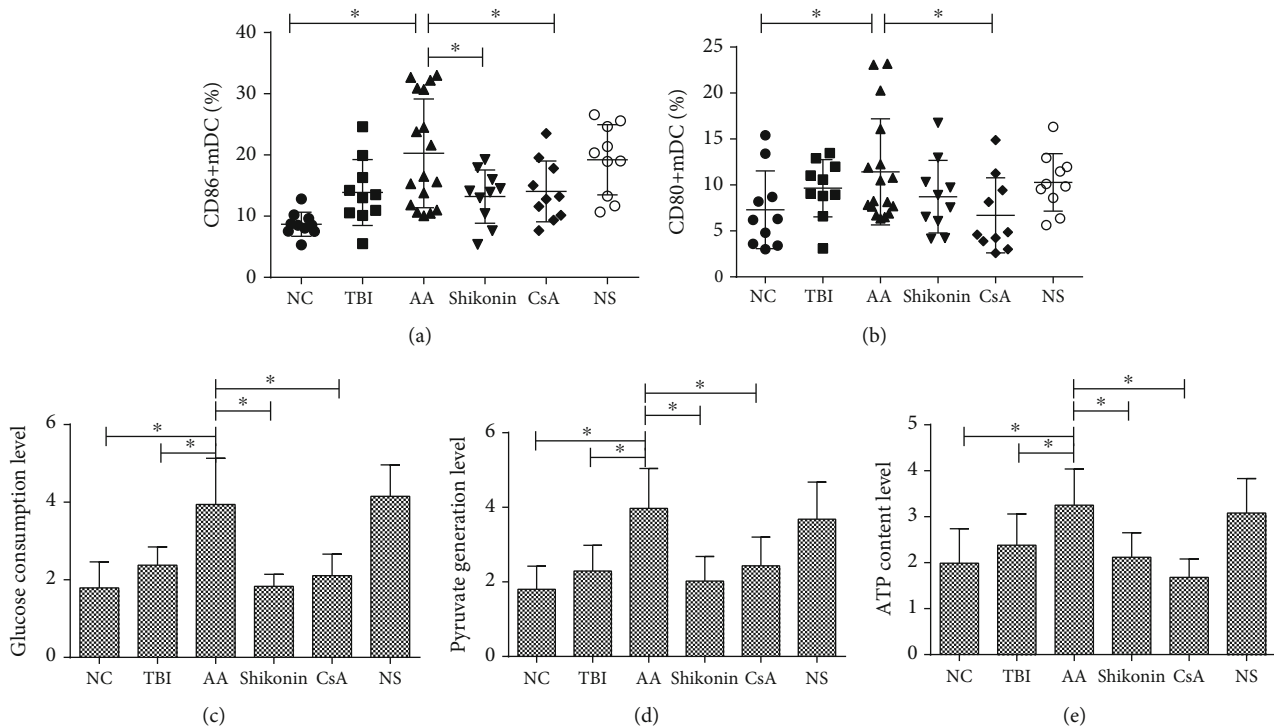 * * *
CD86+mDC (%)
40
30
20
10
0
NC TBI AA Shikonin CsA NS
(a)
* *
CD80+mDC (%)
25
20
15
10
5
0
NC TBI AA Shikonin CsA NS
(b)
* * * *
Glucose consumption level
6
4
2
0
NC TBI AA Shikonin CsA NS
(c)
* * * *
Pyruvate generation level
6
4
2
0
NC TBI AA Shikonin CsA NS
(d)
* * * *
ATP content level
5
4
3
2
1
0
NC TBI AA Shikonin CsA NS
(e)